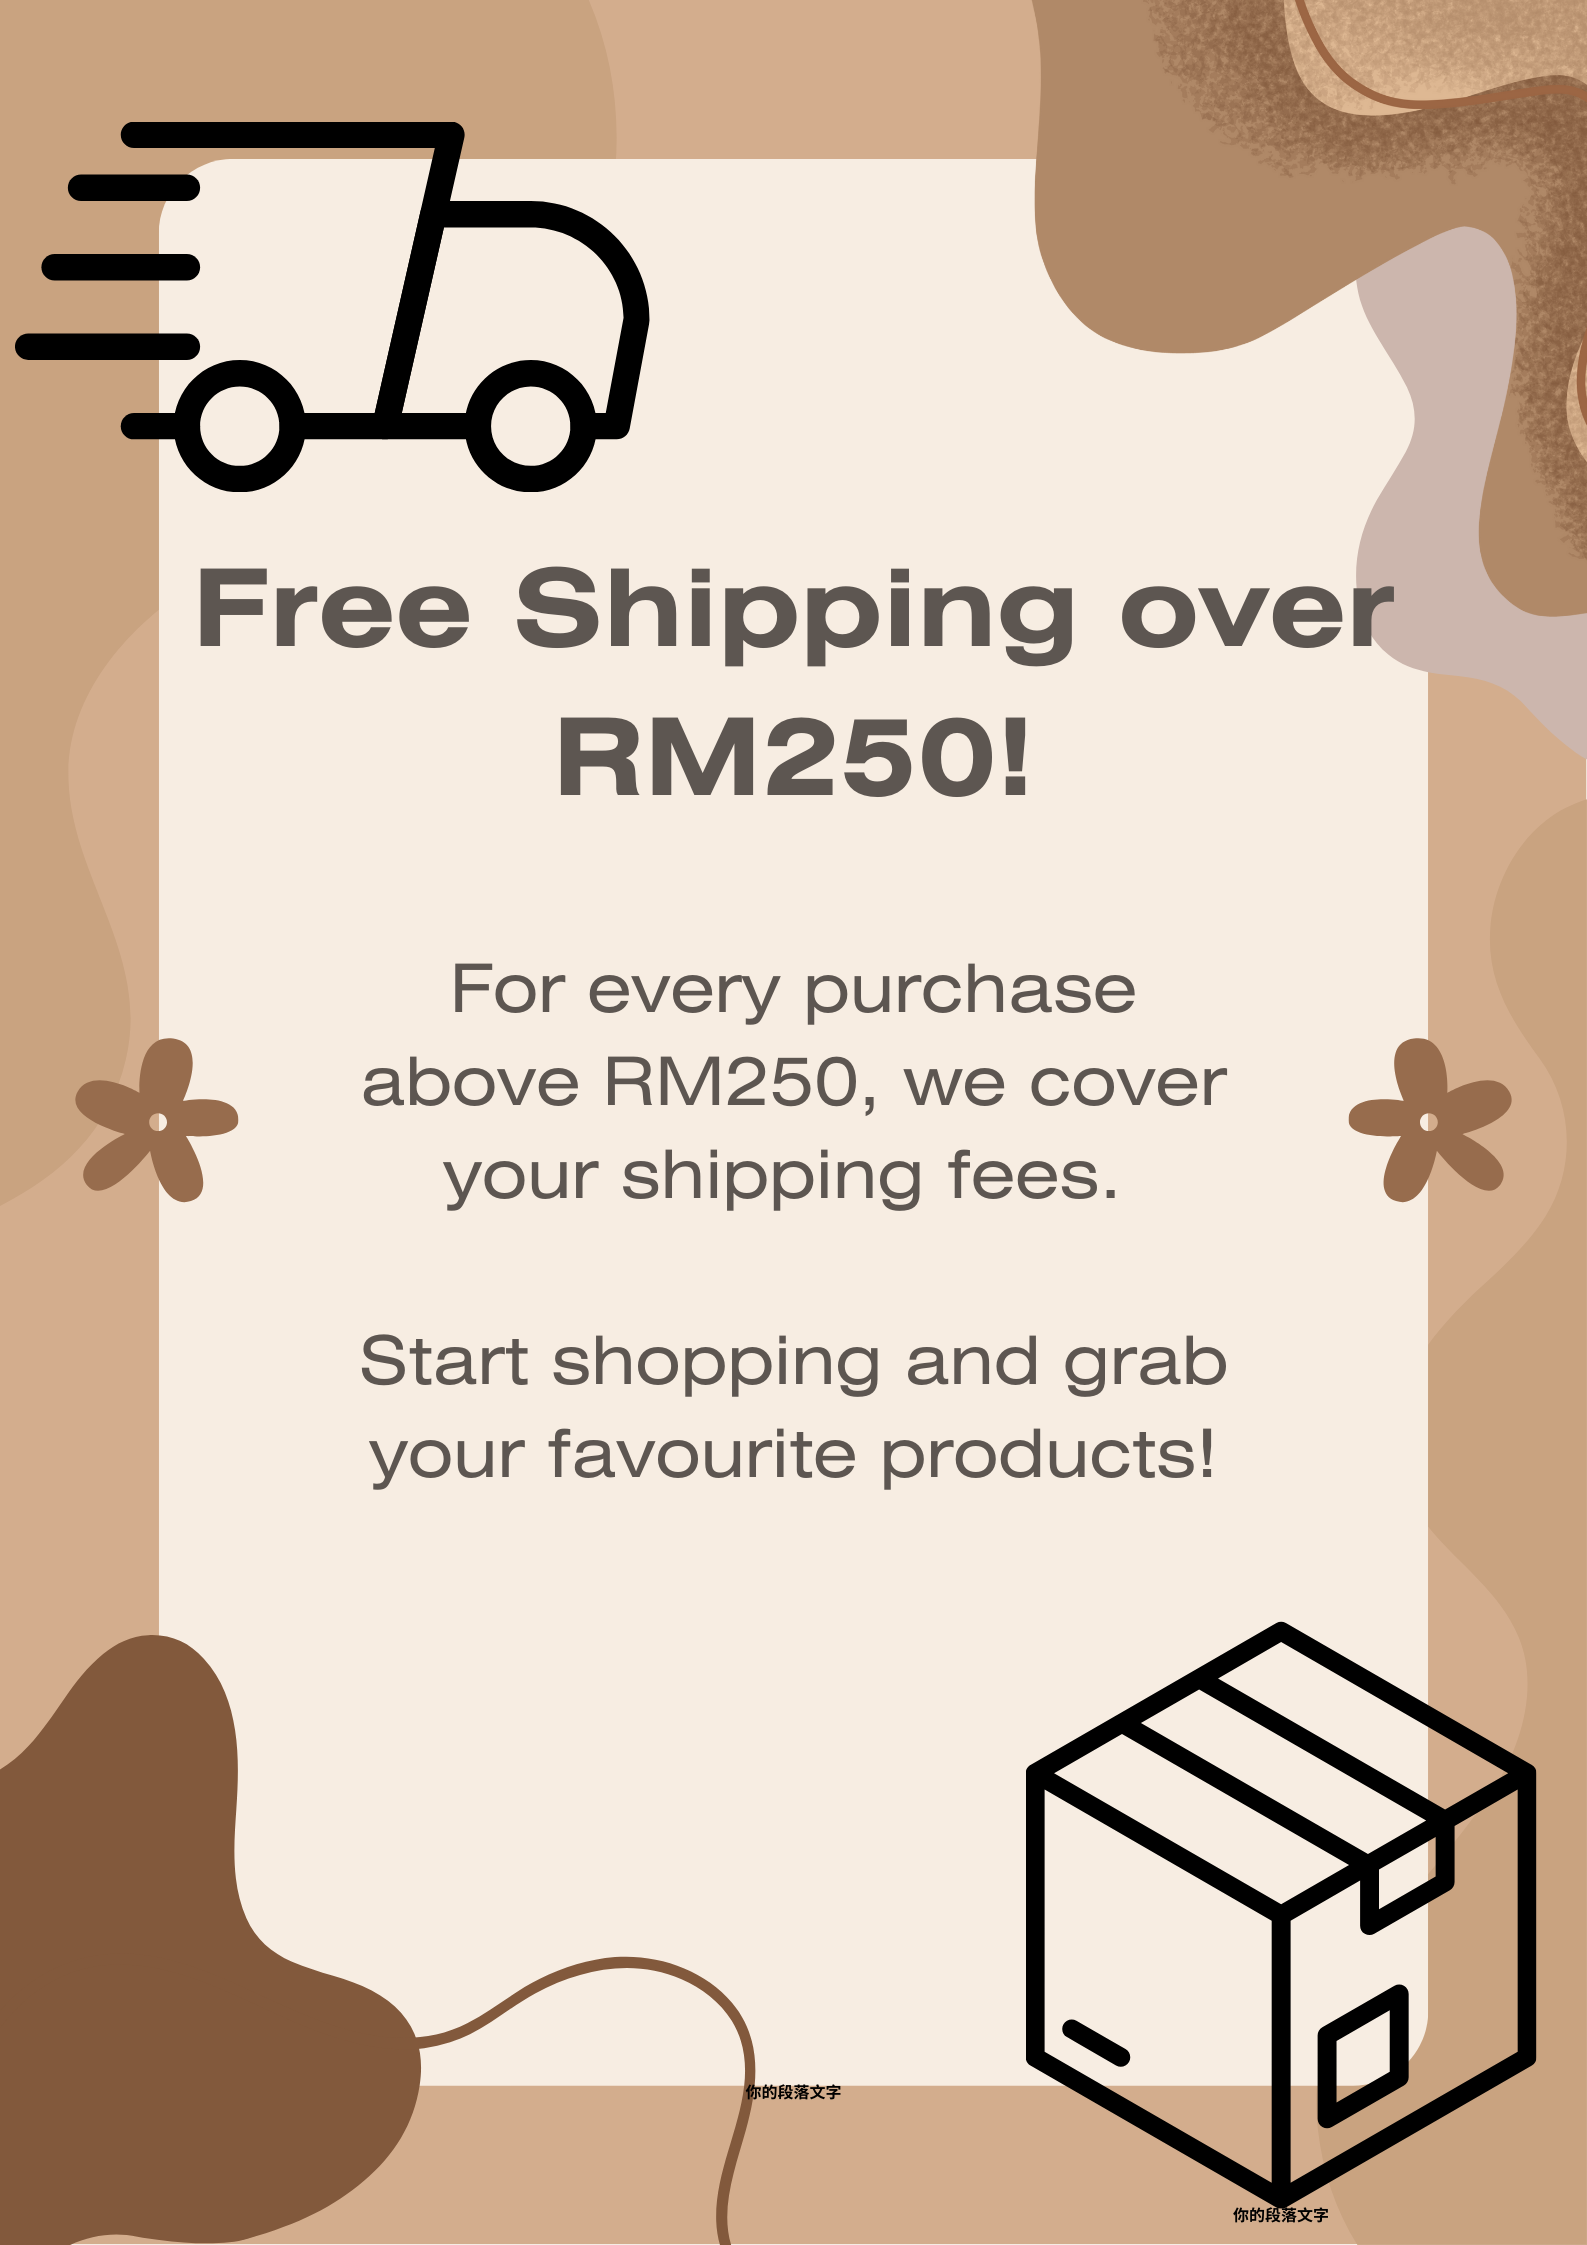 Free Shipping over
RM250!
For every purchase
above RM250, we cover
your shipping fees.
Start shopping and grab
your favourite products!
你的段落文字
你的段落文字